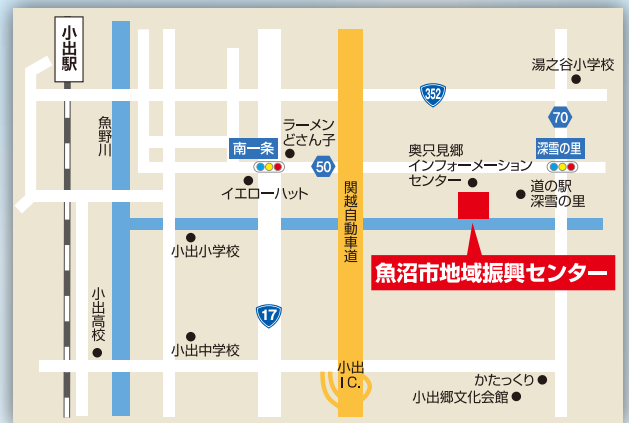 小出駅
湯之谷小学校
352
70
魚野川
ラーメン
どさん子
南一条
深雪の里
50
奥只見郷
インフォメーション
センター
イエローハット
道の駅
深雪の里
関越自動車道
小出小学校
魚沼市地域振興センター
小出高校
17
小出中学校
小出
IC.
かたっくり
小出郷文化会館